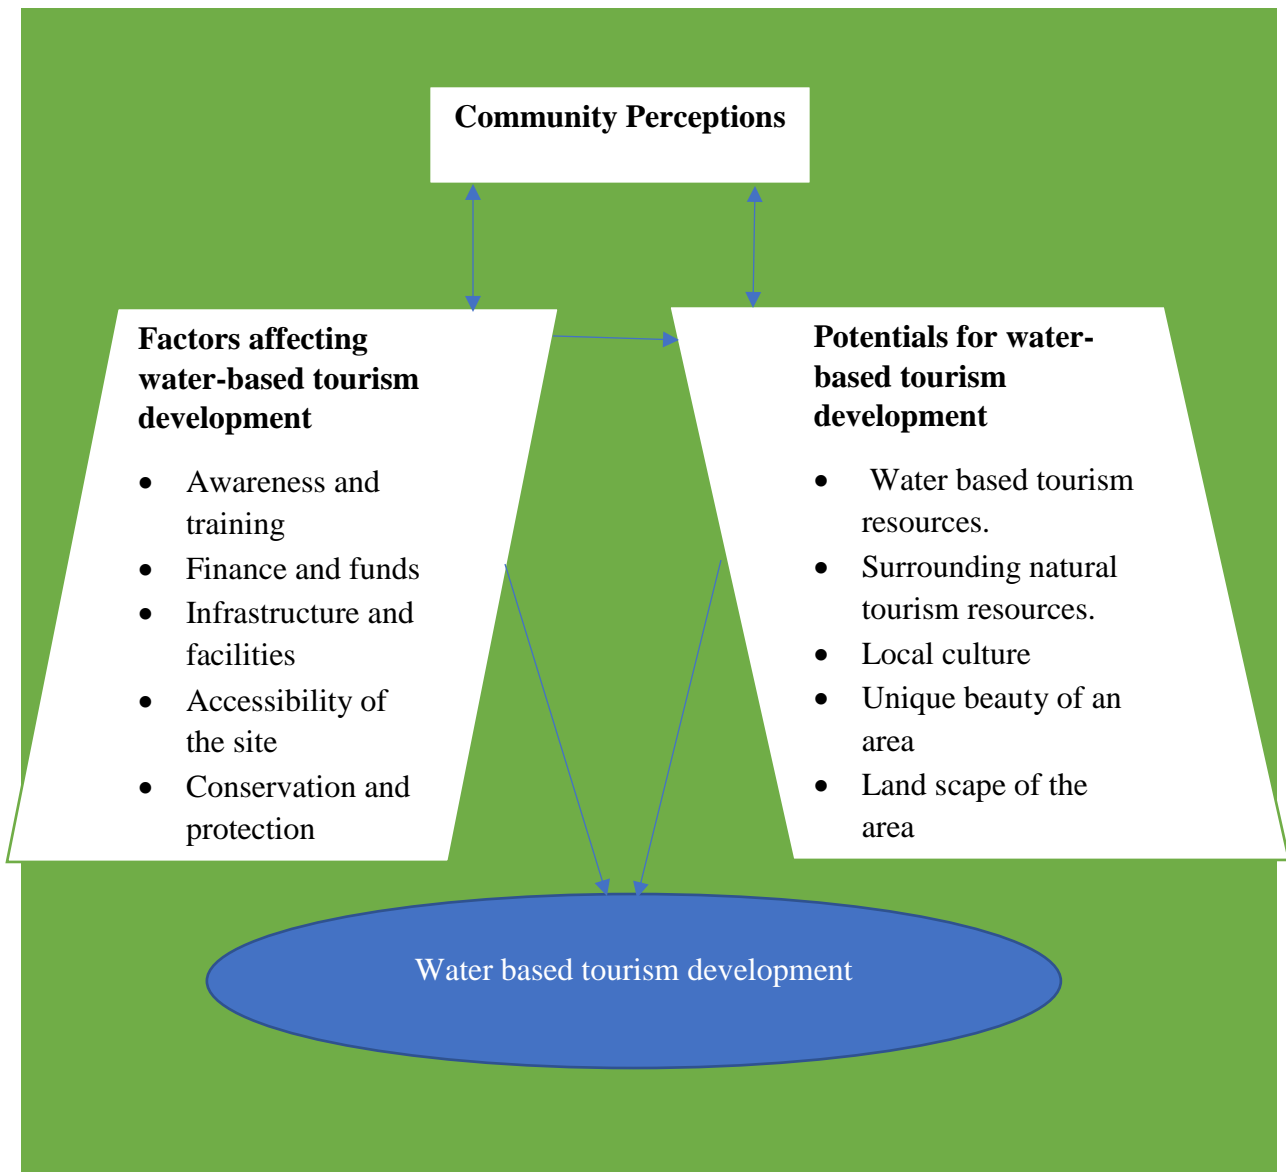 Community Perceptions
Factors affecting
water-based tourism
development
• Awareness and
training
• Finance and funds
• Infrastructure and
facilities
• Accessibility of
the site
• Conservation and
protection
Potentials for water-
based tourism
development
• Water based tourism
resources.
• Surrounding natural
tourism resources.
• Local culture
• Unique beauty of an
area
• Land scape of the
area
Water based tourism development